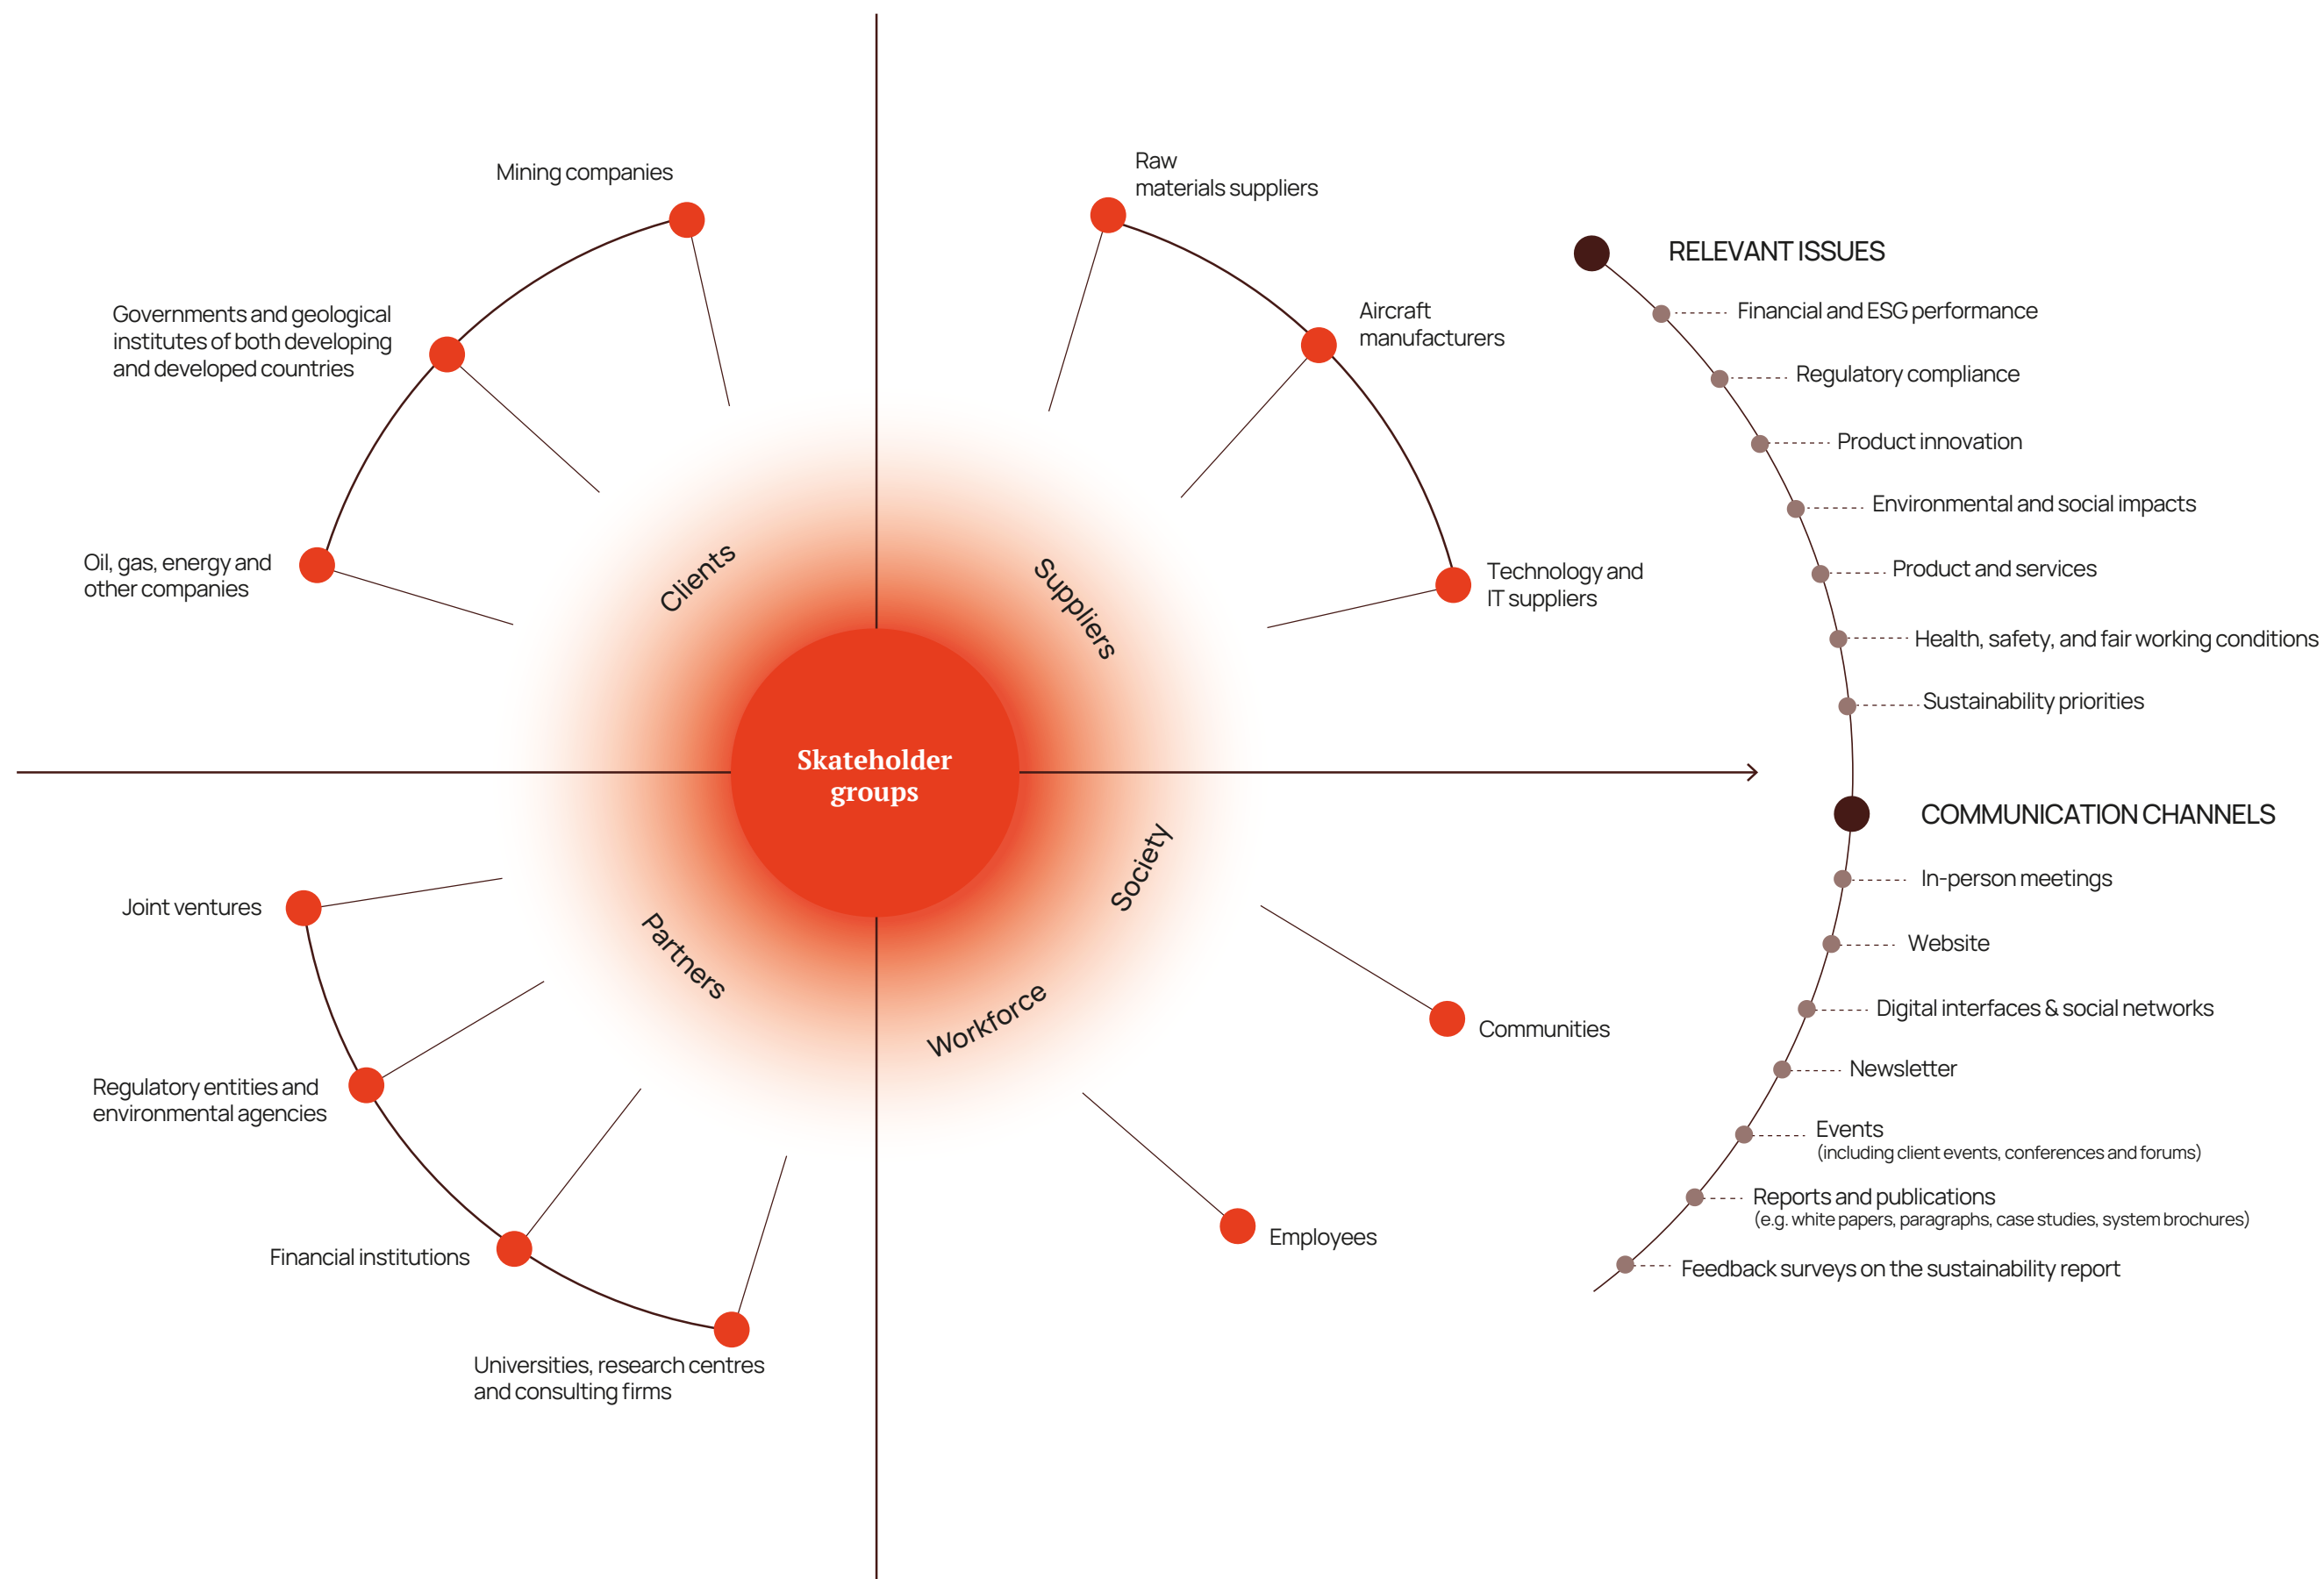 Mining companies
Governments and geological
institutes of both developing
and developed countries
Oil, gas, energy and
other companies
Clients
Raw
materials suppliers
Aircraft
manufacturers
Technology and
IT suppliers
Suppliers
Skateholder
groups
Joint ventures
Regulatory entities and
environmental agencies
Financial institutions
Universities, research centres
and consulting firms
Partners
Society
Workforce
Communities
Employees
RELEVANT ISSUES
Financial and ESG performance
Regulatory compliance
Product innovation
Environmental and social impacts
Product and services
Health, safety, and fair working conditions
Sustainability priorities
COMMUNICATION CHANNELS
In-person meetings
Website
Digital interfaces & social networks
Newsletter
Events
(including client events, conferences and forums)
Reports and publications
(e.g. white papers, paragraphs, case studies, system brochures)
Feedback surveys on the sustainability report